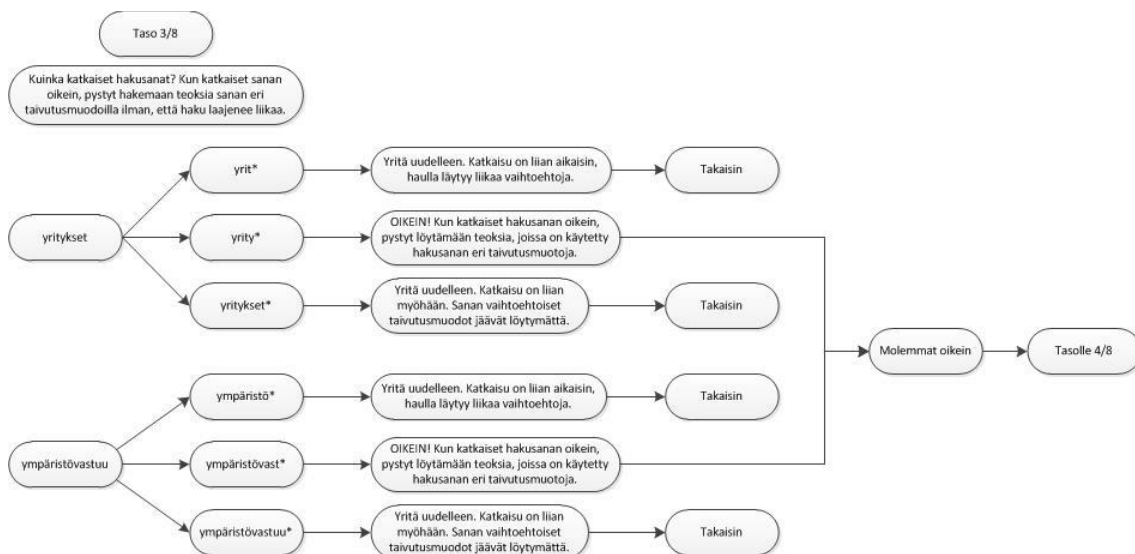 Taso 3/8
Kuinka katkaiset hakusanat? Kun katkaiset sanan
oikein, pystyt hakemaan teoksia sanan eri
taivutusmuodoilla ilman, että haku laajenee liikaa.
yritykset
yrit*
Yritä uudelleen. Katkaisu on liian aikaisin,
haulla läytyy liikaa vaihtoehtoja.
Takaisin
yrity*
OIKEIN! Kun katkaiset hakusanan oikein,
pystyt löytämään teoksia, joissa on käytetty
hakusanan eri taivutusmuotoja.
yritykset*
Yritä uudelleen. Katkaisu on liian
myöhään. Sanan vaihtoehtoiset
taivutusmuodot jäävät löytymättä.
Takaisin
Molemmat oikein
Tasolle 4/8
ympäristövastuu
ympäristö*
Yritä uudelleen. Katkaisu on liian aikaisin,
haulla läytyy liikaa vaihtoehtoja.
Takaisin
ympäristövast*
OIKEIN! Kun katkaiset hakusanan oikein,
pystyt löytämään teoksia, joissa on käytetty
hakusanan eri taivutusmuotoja.
ympäristövastuu*
Yritä uudelleen. Katkaisu on liian
myöhään. Sanan vaihtoehtoiset
taivutusmuodot jäävät löytymättä.
Takaisin